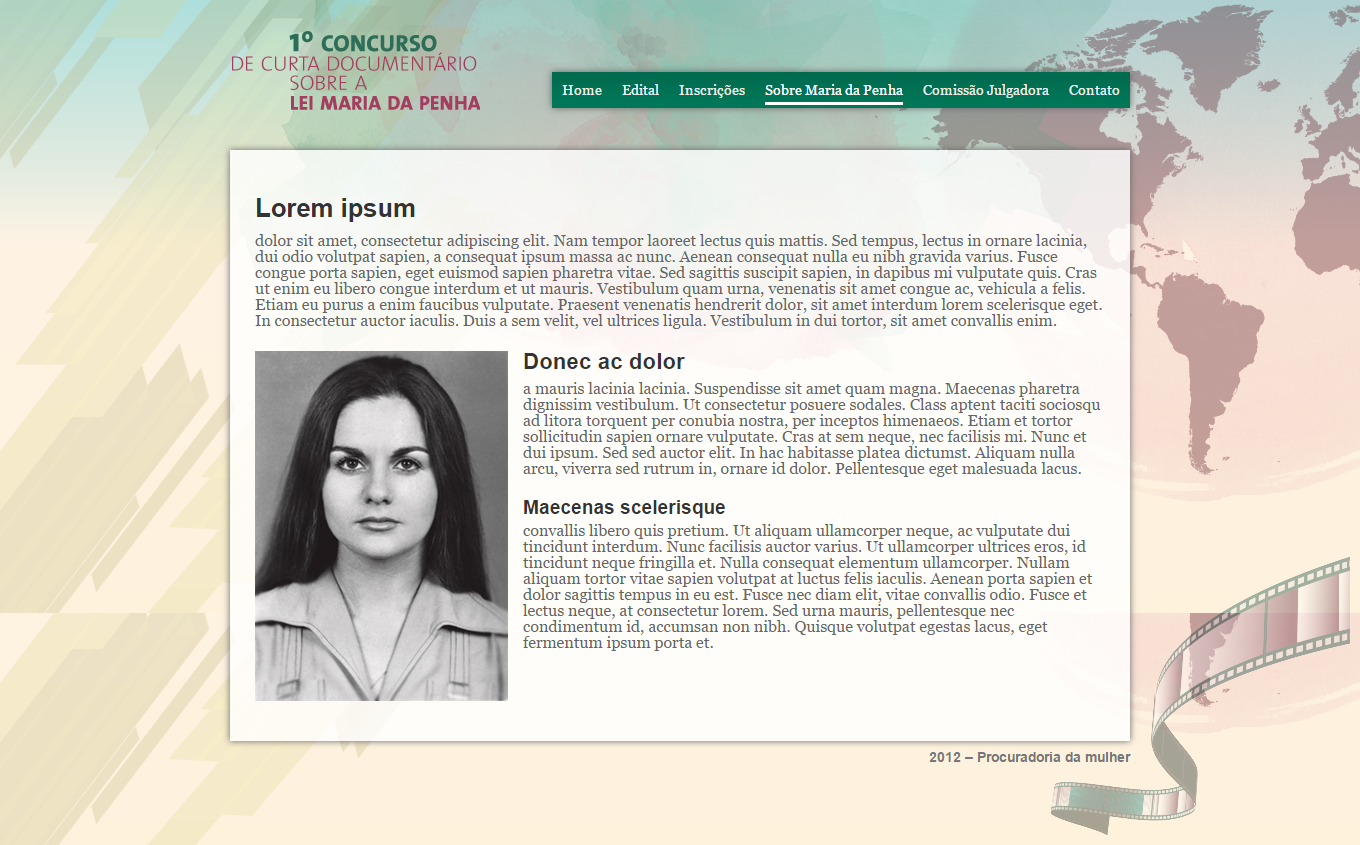 1º CONCURSO
DE CURTA DOCUMENTÁRIO
SOBRE A
LEI MARIA DA PENHA
Home Edital Inscrições Sobre Maria da Penha Comissão Julgadora Contato
Lorem ipsum
dolor sit amet, consectetur adipiscing elit. Nam tempor laoreet lectus quis mattis. Sed tempus, lectus in ornare lacinia,
dui odio volutpat sapien, a consequat ipsum massa ac nunc. Aenean consequat nulla eu nibh gravida varius. Fusce
congue porta sapien, eget euismod sapien pharetra vitae. Sed sagittis suscipit sapien, in dapibus mi vulputate quis. Cras
ut enim eu libero congue interdum et ut mauris. Vestibulum quam urna, venenatis sit amet congue ac, vehicula a felis.
Etiam eu purus a enim faucibus vulputate. Praesent venenatis hendrerit dolor, sit amet interdum lorem scelerisque eget.
In consectetur auctor iaculis. Duis a sem velit, vel ultrices ligula. Vestibulum in dui tortor, sit amet convallis enim.
Donec ac dolor
a mauris lacinia lacinia. Suspendisse sit amet quam magna. Maecenas pharetra
dignissim vestibulum. Ut consectetur posuere sodales. Class aptent taciti sociosqu
ad litora torquent per conubia nostra, per inceptos himenaeos. Etiam et tortor
sollicitudin sapien ornare vulputate. Cras at sem neque, nec facilisis mi. Nunc et
dui ipsum. Sed sed auctor elit. In hac habitasse platea dictumst. Aliquam nulla
arcu, viverra sed rutrum in, ornare id dolor. Pellentesque eget malesuada lacus.
Maecenas scelerisque
convallis libero quis pretium. Ut aliquam ullamcorper neque, ac vulputate dui
tincidunt interdum. Nunc facilisis auctor varius. Ut ullamcorper ultrices eros, id
tincidunt neque fringilla et. Nulla consequat elementum ullamcorper. Nullam
aliquam tortor vitae sapien volutpat at luctus felis iaculis. Aenean porta sapien et
dolor sagittis tempus in eu est. Fusce nec diam elit, vitae convallis odio. Fusce et
lectus neque, at consectetur lorem. Sed urna mauris, pellentesque nec
condimentum id, accumsan non nibh. Quisque volutpat egestas lacus, eget
fermentum ipsum porta et.
2012 – Procuradoria da mulher